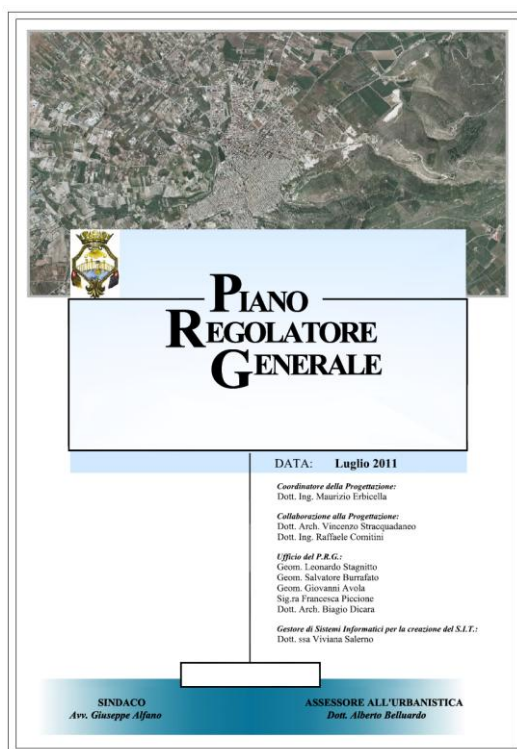 PIANO
REGOLATORE
GENERALE
DATA: Luglio 2011
Coordinatore della Progettazione:
Dott. Ing. Maurizio Erbicella
Collaborazione alla Progettazione:
Dott. Arch. Vincenzo Stracquadaneo
Dott. Ing. Raffaele Comitini
Ufficio del P.R.G.:
Geom. Leonardo Stagnitto
Geom. Salvatore Burrafato
Geom. Giovanni Avola
Sig.ra Francesca Piccione
Dott. Arch. Biagio Dicara
Gestore di Sistemi Informatici per la creazione del S.I.T.:
Dott. ssa Viviana Salerno
SINDACO
Avv. Giuseppe Alfano
ASSESSORE ALL'URBANISTICA
Dott. Alberto Belluardo